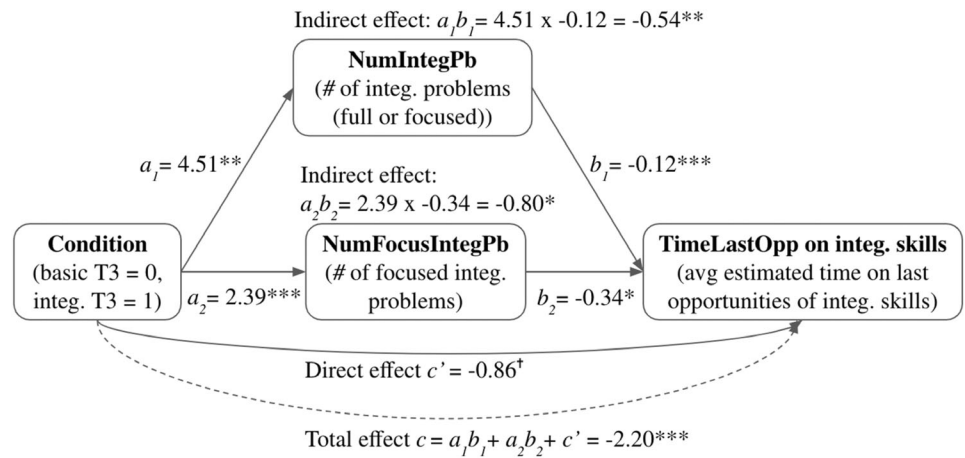 Indirect effect: a₁b₁= 4.51 x -0.12 = -0.54**
NumIntegPb
(# of integ. problems
(full or focused))
a₁= 4.51**
b₁= -0.12***
Indirect effect:
a₂b₂= 2.39 x -0.34 = -0.80*
Condition
(basic T3 = 0,
integ. T3 = 1)
NumFocusIntegPb
(# of focused integ.
problems)
TimeLastOpp on integ. skills
(avg estimated time on last
opportunities of integ. skills)
a₂= 2.39***
b₂= -0.34*
Direct effect c’ = -0.86†
Total effect c = a₁b₁+ a₂b₂+ c’ = -2.20***